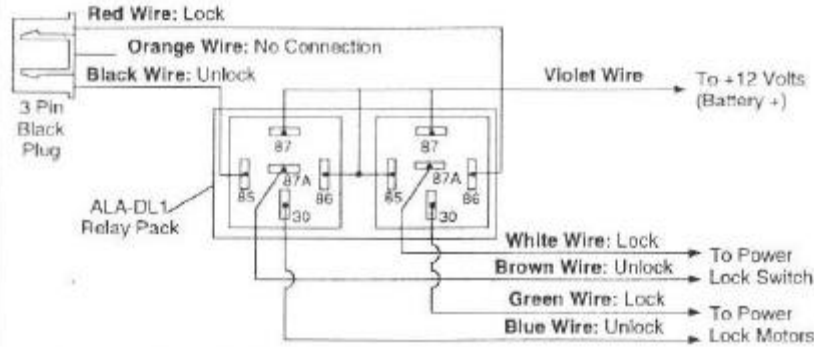 Red Wire: Lock
Orange Wire: No Connection
Black Wire: Unlock
Violet Wire
To +12 Volts
(Battery +)
3 Pin
Black
Plug
87
87
85
87A
86
85
87A
86
30
30
ALA-DL1
Relay Pack
White Wire: Lock
Brown Wire: Unlock
To Power
Lock Switch
Green Wire: Lock
Blue Wire: Unlock
To Power
Lock Motors